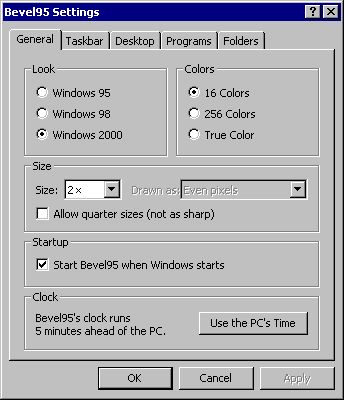 Bevel95 Settings
General Taskbar Desktop Programs Folders
Look Colors
Windows 95 16 Colors
Windows 98 256 Colors
Windows 2000 True Color
Size
Size: 2× Drawn as: Even pixels
Allow quarter sizes (not as sharp)
Startup
Start Bevel95 when Windows starts
Clock
Bevel95's clock runs
5 minutes ahead of the PC.
Use the PC's Time
OK Cancel Apply